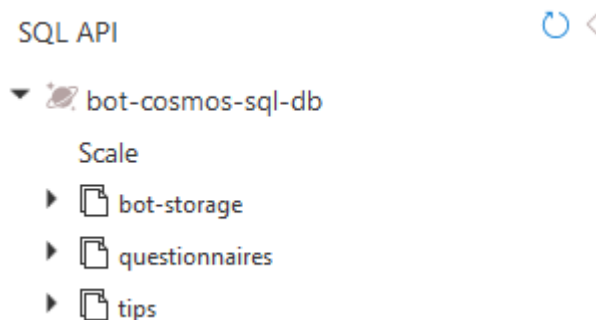 SQL API
bot-cosmos-sql-db
Scale
bot-storage
questionnaires
tips